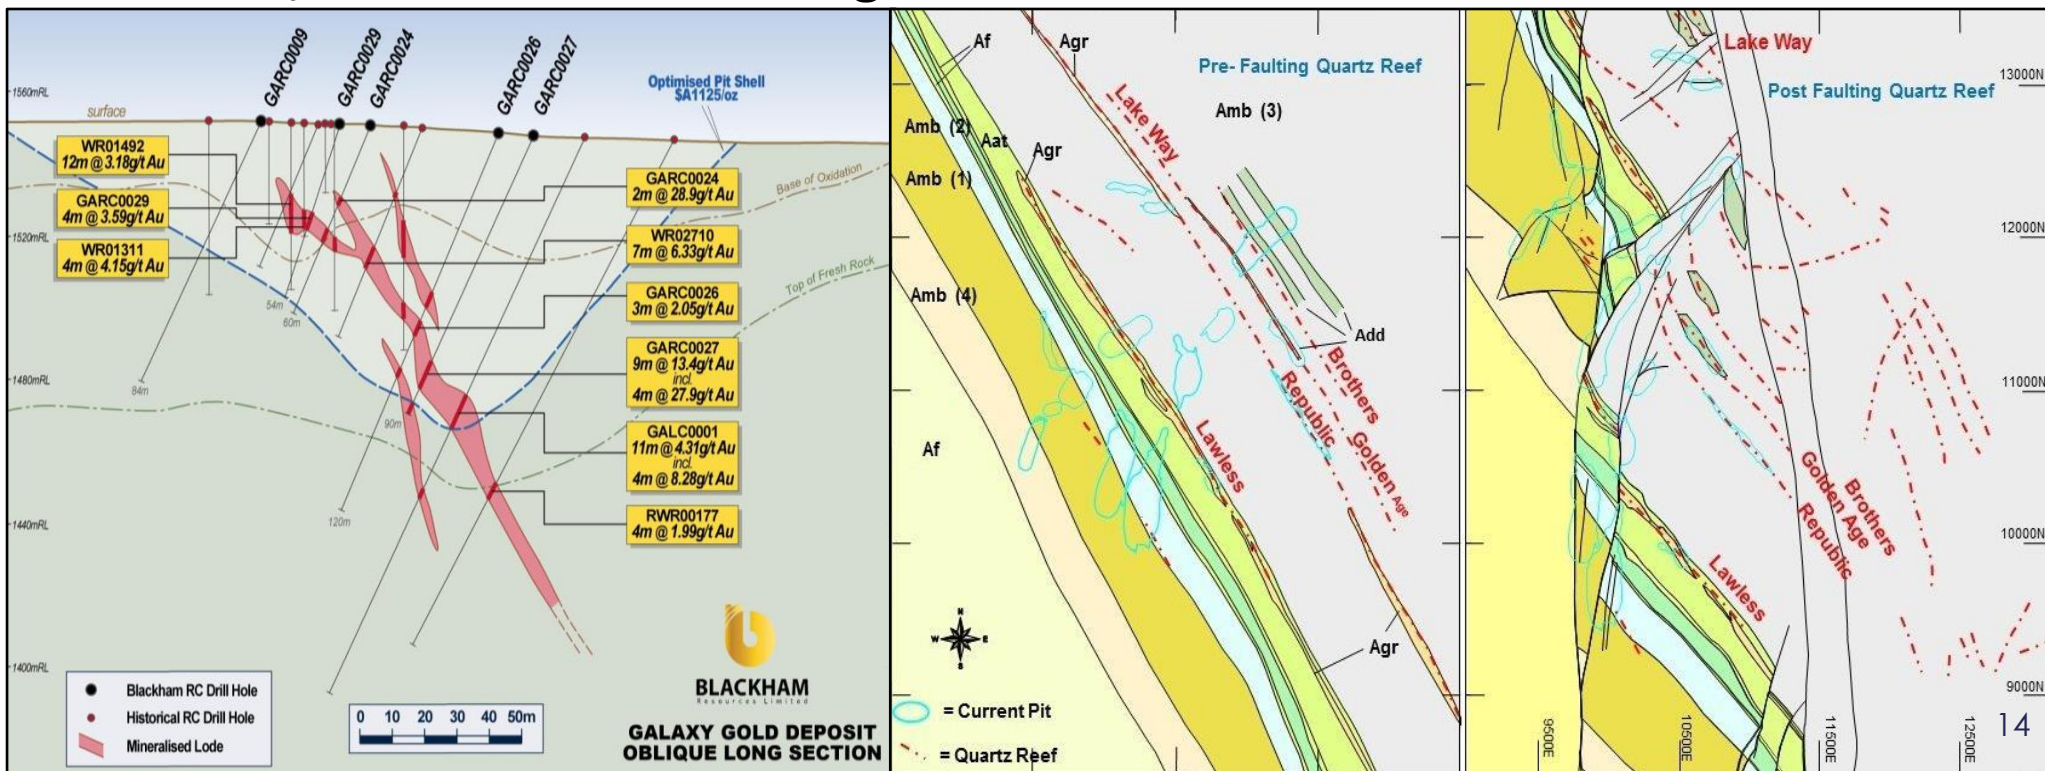 GARC0009
GARC0029
GARC0024
GARC0026
GARC0027
Optimised Pit Shell
$A1125/oz
1560mRL
surface
WR01492
12m @ 3.18g/t Au
GARC0029
4m @ 3.59g/t Au
WR01311
4m @ 4.15g/t Au
GARC0024
2m @ 28.9g/t Au
WR02710
7m @ 6.33g/t Au
GARC0026
3m @ 2.05g/t Au
GARC0027
9m @ 13.4g/t Au
incl.
4m @ 27.9g/t Au
GALC0001
11m @ 4.31g/t Au
incl.
4m @ 8.28g/t Au
RWR00177
4m @ 1.99g/t Au
Base of Oxidation
Top of Fresh Rock
1520mRL
1480mRL
1440mRL
1400mRL
54m
60m
84m
90m
120m
Blackham RC Drill Hole
Historical RC Drill Hole
Mineralised Lode
0 10 20 30 40 50m
BLACKHAM
Resources Limited
GALAXY GOLD DEPOSIT
OBLIQUE LONG SECTION
Af
Agr
Pre- Faulting Quartz Reef
Amb (3)
Lake Way
Amb (2)
Aat
Agr
Amb (1)
Amb (4)
Add
Brothers
Republic
Golden Age
Lawless
Af
Agr
N
W E
S
= Current Pit
= Quartz Reef
Lake Way
Post Faulting Quartz Reef
13000N
12000N
11000N
10000N
9000N
Brothers
Golden Age
Republic
Lawless
9500E
10500E
11500E
12500E
14